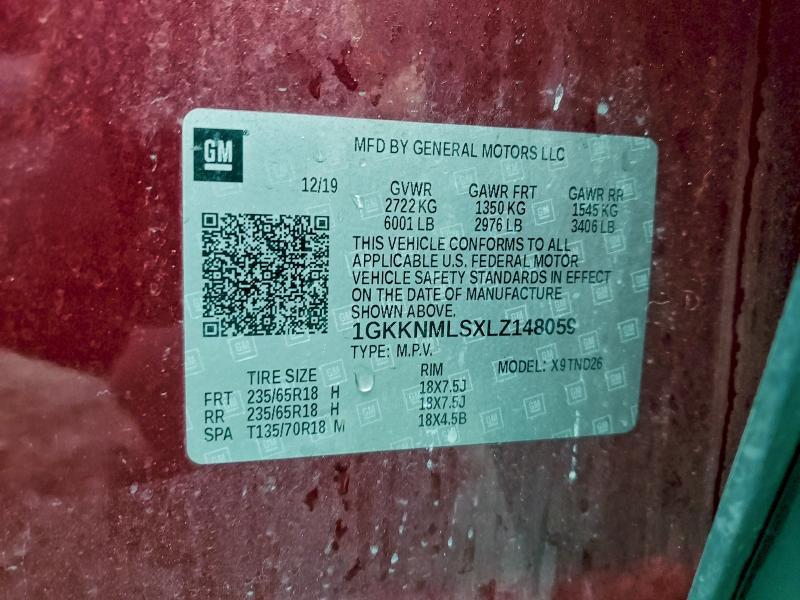 GM
MFD BY GENERAL MOTORS LLC
12/19 GVWR GAWR FRT GAWR RR
2722 KG 1350 KG 1545 KG
6001 LB 2976 LB 3406 LB
THIS VEHICLE CONFORMS TO ALL
APPLICABLE U.S. FEDERAL MOTOR
VEHICLE SAFETY STANDARDS IN EFFECT
ON THE DATE OF MANUFACTURE
SHOWN ABOVE.
1GKKNMLSXLZ148059
TYPE: M.P.V. MODEL: X9TND26
TIRE SIZE RIM
FRT 235/65R18 H 18X7.5J
RR 235/65R18 H 18X7.5J
SPA T135/70R18 M 18X4.5B